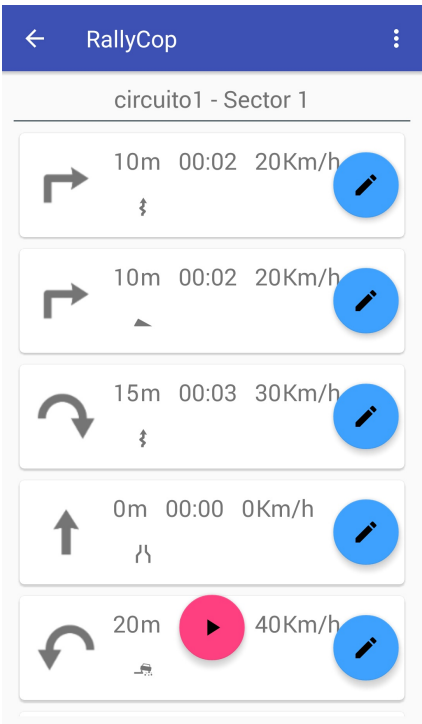 RallyCop
circuito1 - Sector 1
10m 00:02 20Km/h
10m 00:02 20Km/h
15m 00:03 30Km/h
0m 00:00 0Km/h
20m 40Km/h